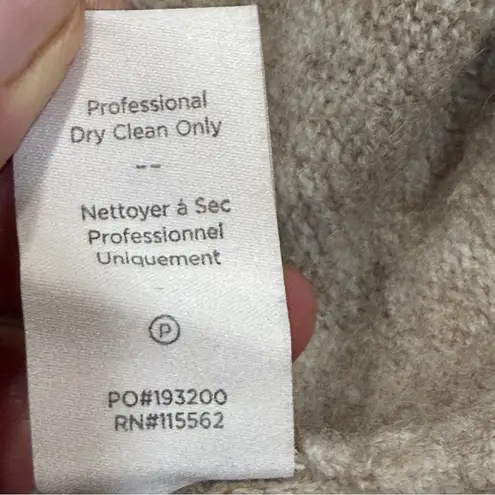 Professional
Dry Clean Only
--
Nettoyer à Sec
Professionnel
Uniquement
P
PO#193200
RN#115562